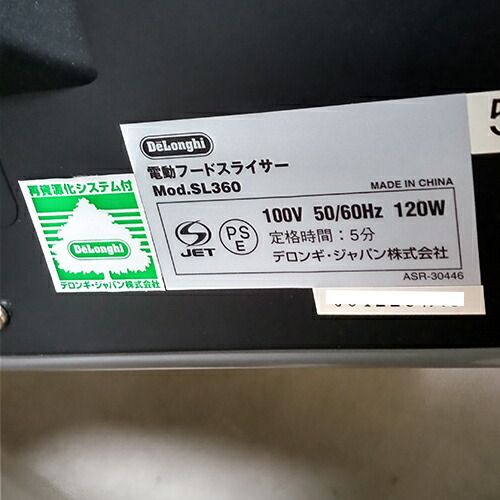 再資源化システム付
DeLonghi
デロンギ・ジャパン株式会社
DeLonghi
電動フードスライサー
Mod.SL360
MADE IN CHINA
S JET
PS E
100V 50/60Hz 120W
定格時間：5分
デロンギ・ジャパン株式会社
ASR-30446
5